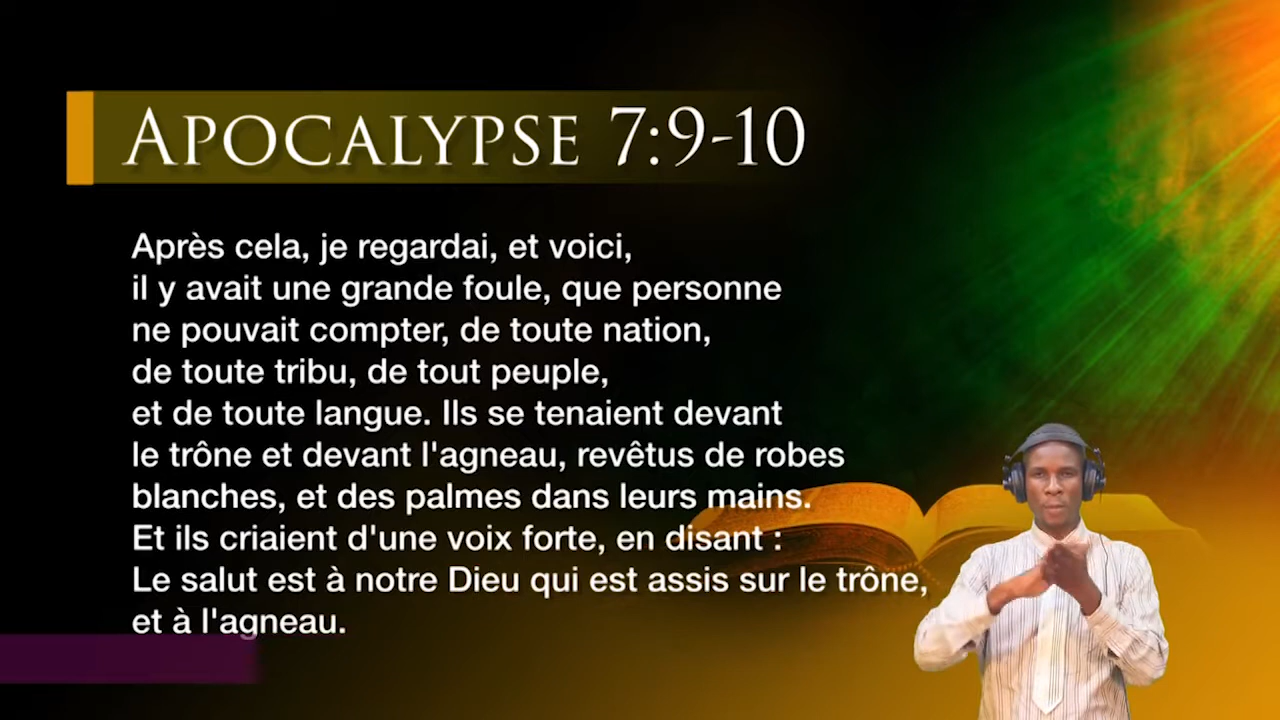 APOCALYPSE 7:9-10
Après cela, je regardai, et voici,
il y avait une grande foule, que personne
ne pouvait compter, de toute nation,
de toute tribu, de tout peuple,
et de toute langue. Ils se tenaient devant
le trône et devant l'agneau, revêtus de robes
blanches, et des palmes dans leurs mains.
Et ils criaient d'une voix forte, en disant :
Le salut est à notre Dieu qui est assis sur le trône,
et à l'agneau.